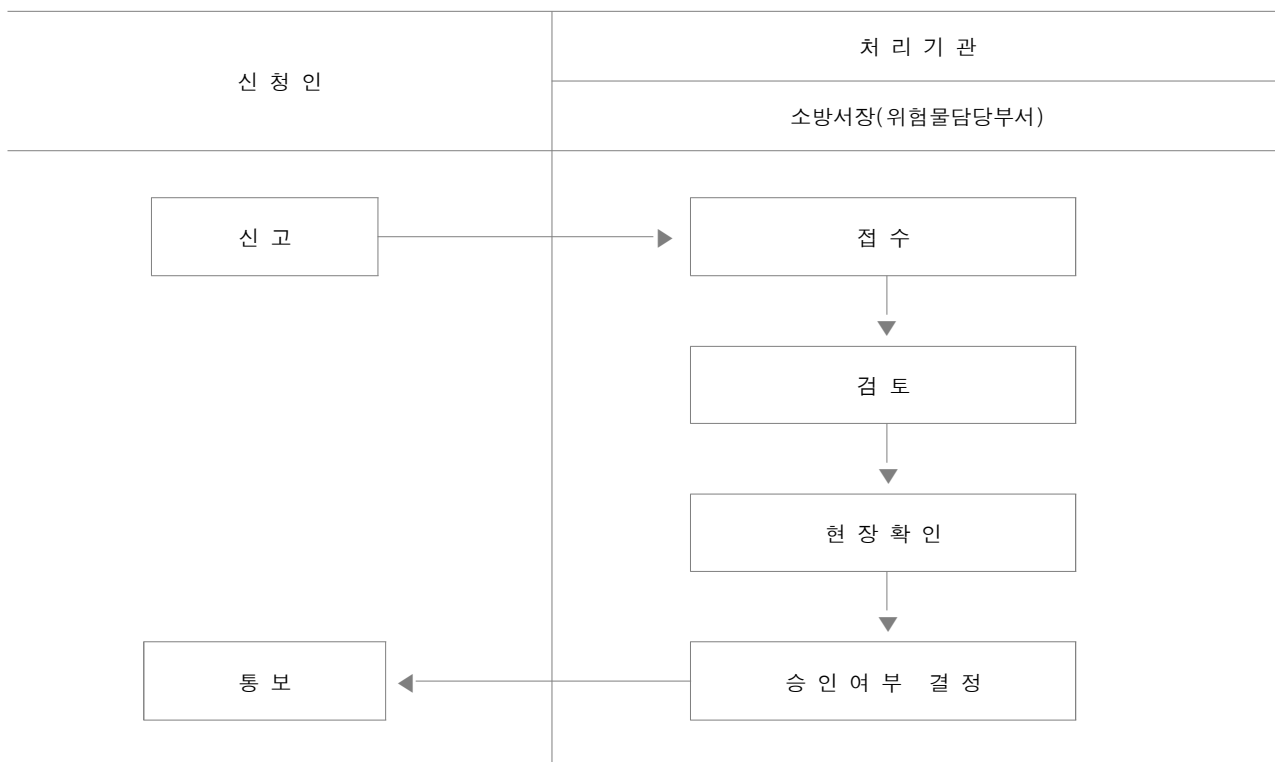 신 청 인
처 리 기 관
소방서장(위험물담당부서)
신 고
접 수
검 토
현 장 확 인
통 보
승 인 여 부 결 정